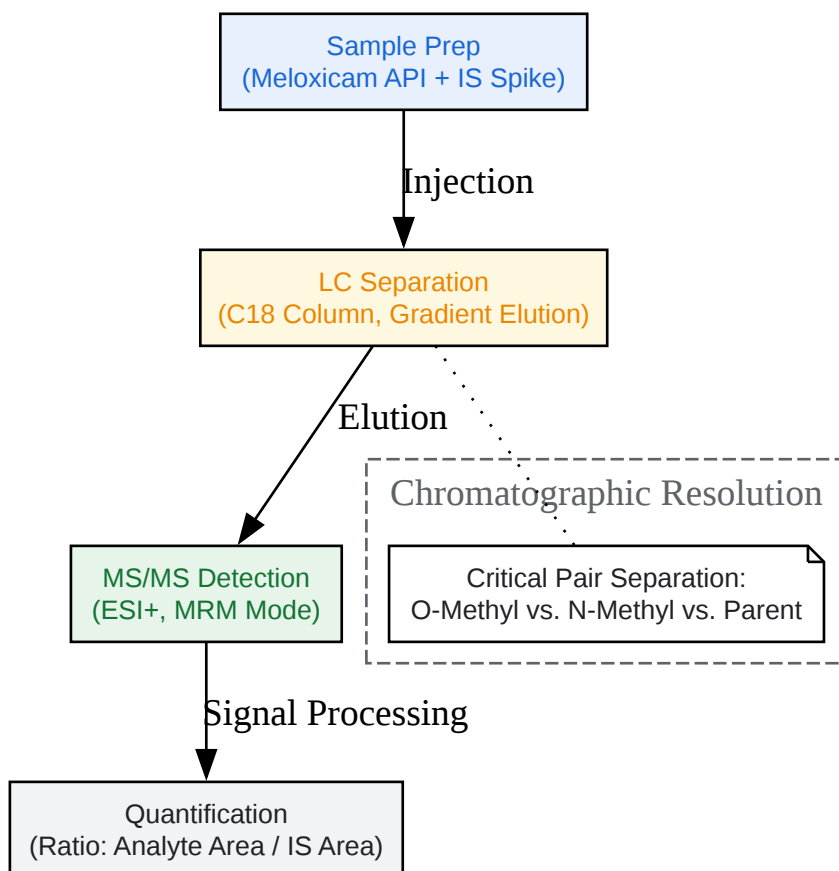 Sample Prep
(Meloxicam API + IS Spike)
Injection
LC Separation
(C18 Column, Gradient Elution)
Elution
Chromatographic Resolution
MS/MS Detection
(ESI+, MRM Mode)
Critical Pair Separation:
O-Methyl vs. N-Methyl vs. Parent
Signal Processing
Quantification
(Ratio: Analyte Area / IS Area)